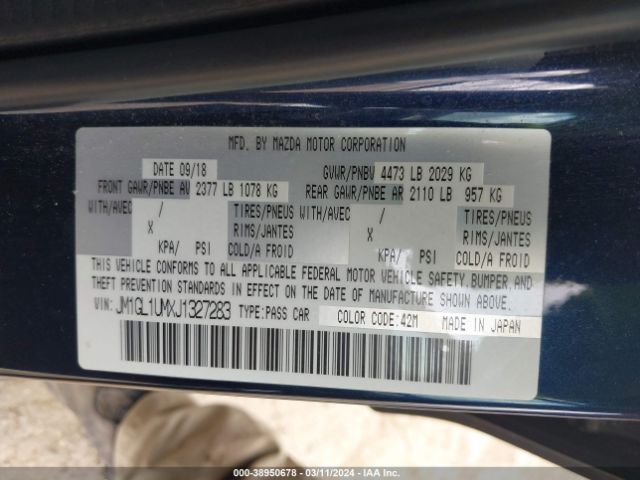 MFD. BY MAZDA MOTOR CORPORATION
DATE 09/18 GVWR/PNBV 4473 LB 2029 KG
FRONT GAWR/PNBE AV 2377 LB 1078 KG REAR GAWR/PNBE AR 2110 LB 957 KG
WITH/AVEC / TIRES/PNEUS WITH/AVEC / TIRES/PNEUS
X RIMS/JANTES X RIMS/JANTES
KPA/ PSI COLD/A FROID KPA/ PSI COLD/A FROID
THIS VEHICLE CONFORMS TO ALL APPLICABLE FEDERAL MOTOR VEHICLE SAFETY,BUMPER,AND
THEFT PREVENTION STANDARDS IN EFFECT ON THE DATE OF MANUFACTURE SHOWN ABOVE.
VIN: JM1GL1UMXJ1327283 TYPE:PASS CAR COLOR CODE:42M MADE IN JAPAN
000-38950678 - 03/11/2024 - IAA Inc.